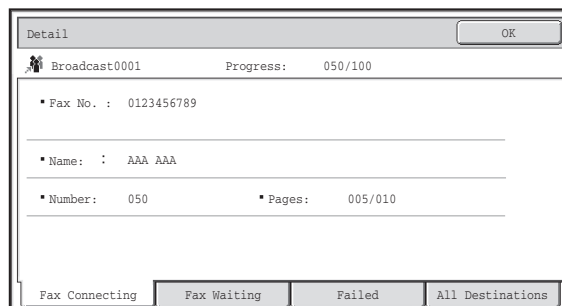 Detail OK
Broadcast0001 Progress: 050/100
▪ Fax No. : 0123456789
▪ Name: : AAA AAA
▪ Number: 050 ▪ Pages: 005/010
Fax Connecting Fax Waiting Failed All Destinations